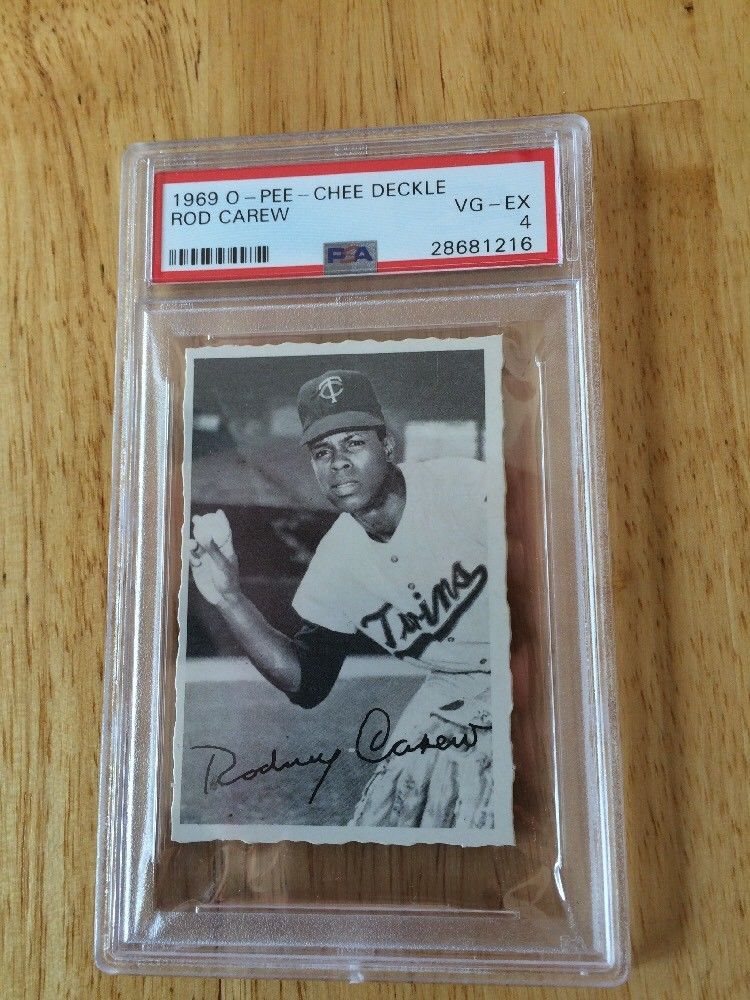 1969 O-PEE-CHEE DECKLE
ROD CAREW
VG-EX
4
PSA
28681216
TC
Twins
Rodney Carew